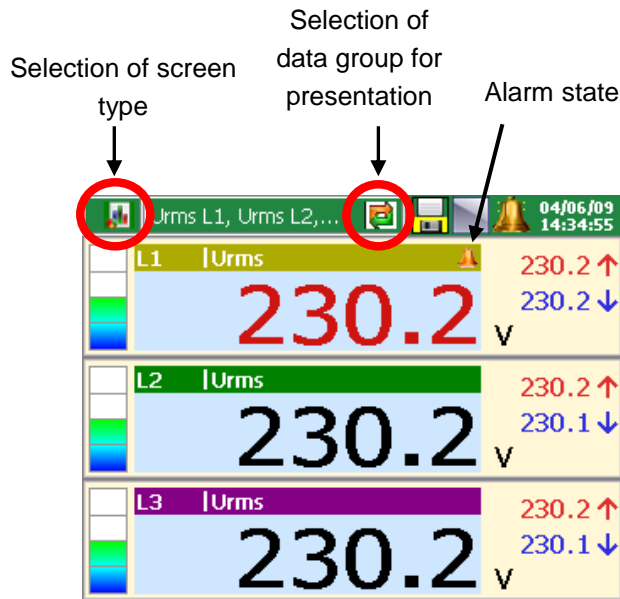 Selection of screen
type
Selection of
data group for
presentation
Alarm state
Urms L1, Urms L2,...
04/06/09
14:34:55
L1 |Urms
230.2
230.2
230.2
V
L2 |Urms
230.2
230.2
230.1
V
L3 |Urms
230.2
230.2
230.1
V